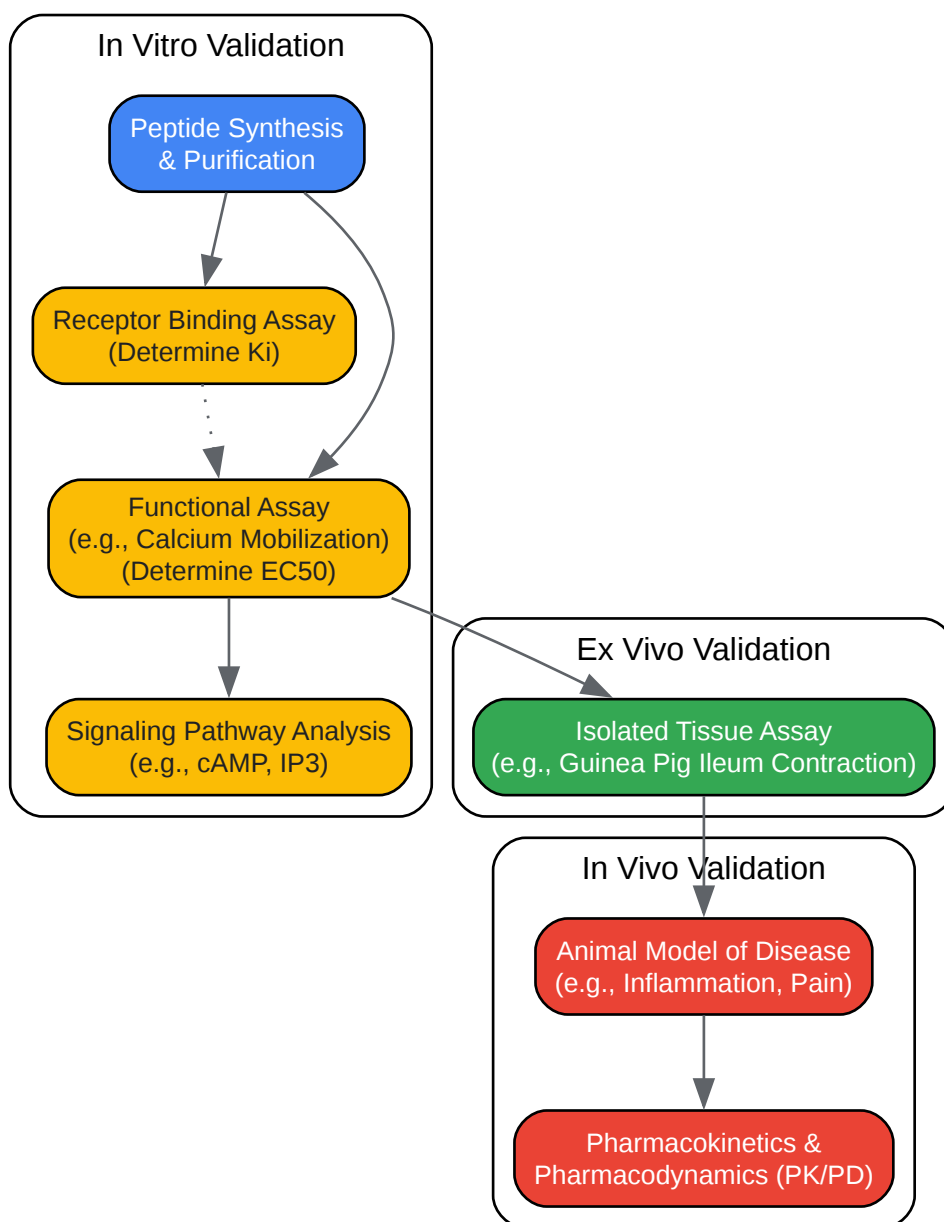 In Vitro Validation
Peptide Synthesis
& Purification
Receptor Binding Assay
(Determine Ki)
Functional Assay
(e.g., Calcium Mobilization)
(Determine EC50)
Signaling Pathway Analysis
(e.g., cAMP, IP3)
Ex Vivo Validation
Isolated Tissue Assay
(e.g., Guinea Pig Ileum Contraction)
In Vivo Validation
Animal Model of Disease
(e.g., Inflammation, Pain)
Pharmacokinetics &
Pharmacodynamics (PK/PD)